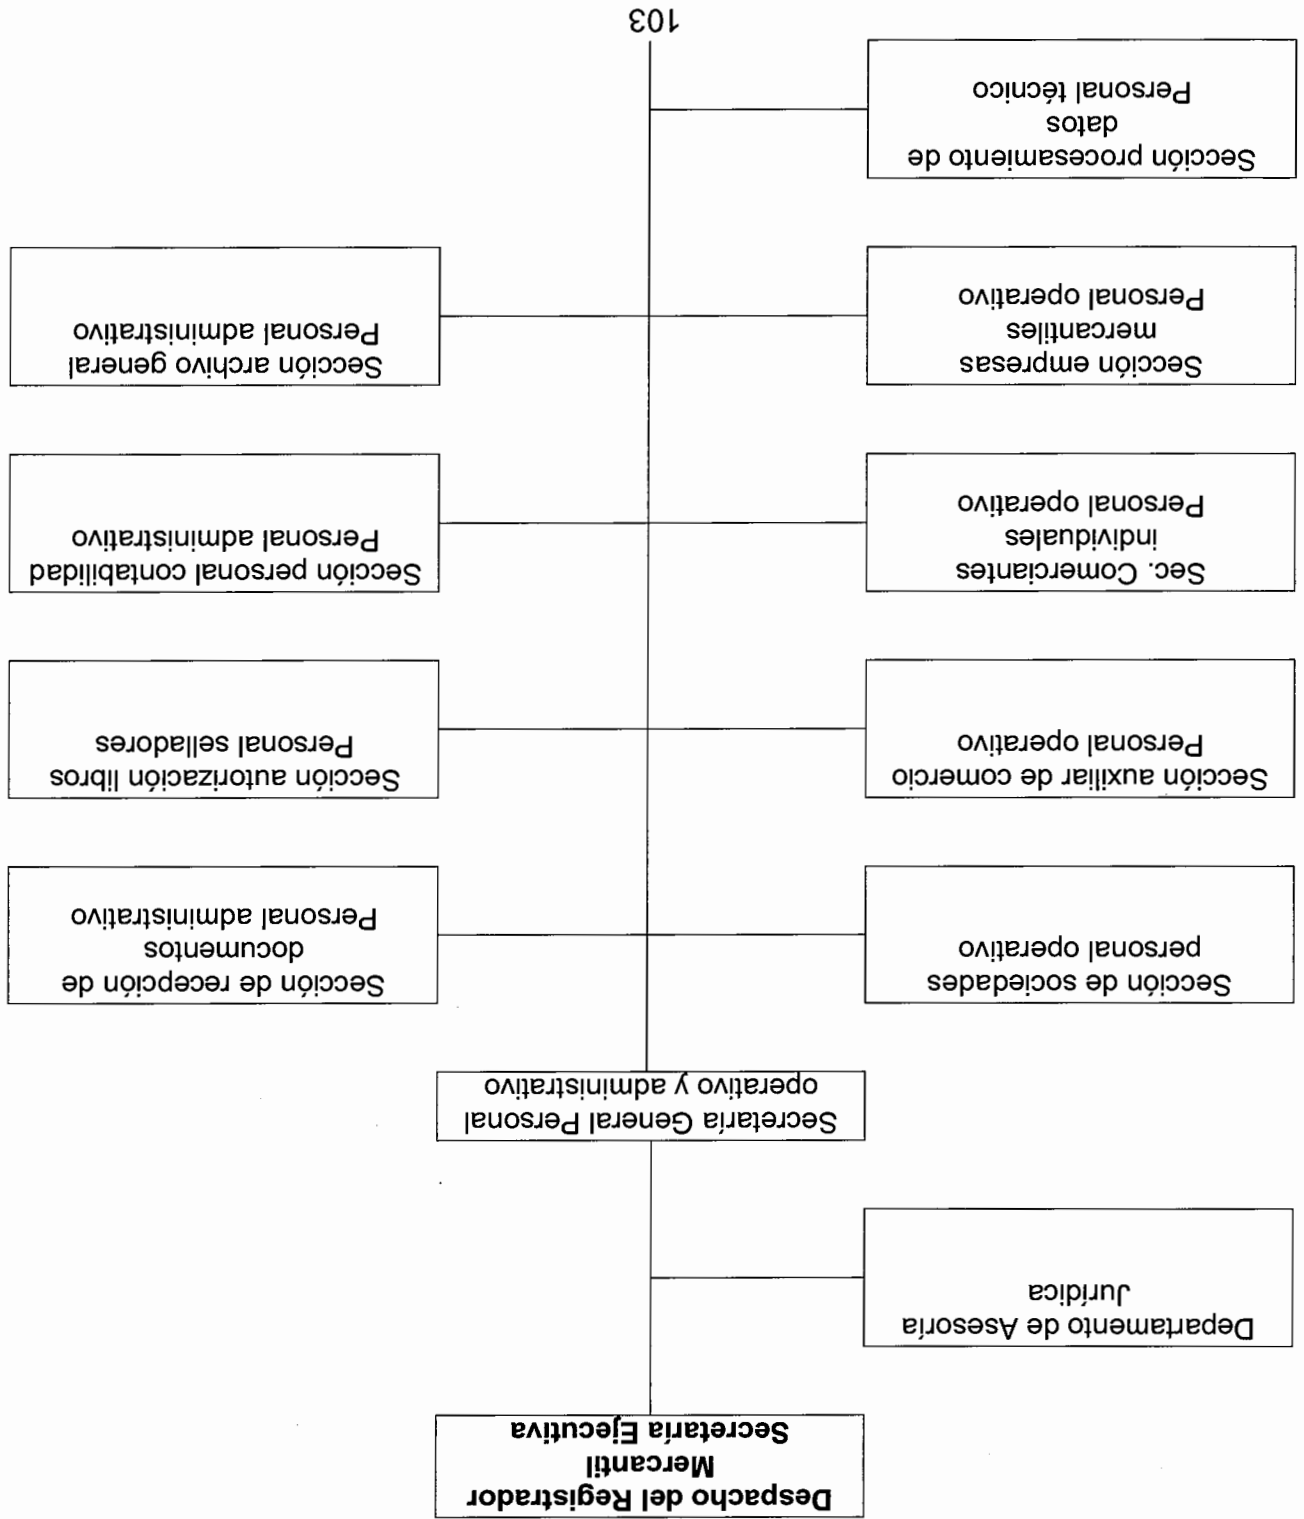 Despacho del Registrador
Mercantil
Secretaría Ejecutiva
Departamento de Asesoría
Jurídica
Secretaría General Personal
operativo y administrativo
Sección de sociedades
personal operativo
Sección de recepción de
documentos
Personal administrativo
Sección auxiliar de comercio
Personal operativo
Sección autorización libros
Personal selladores
Sec. Comerciantes
individuales
Personal operativo
Sección personal contabilidad
Personal administrativo
Sección empresas
mercantiles
Personal operativo
Sección archivo general
Personal administrativo
Sección procesamiento de
datos
Personal técnico
103